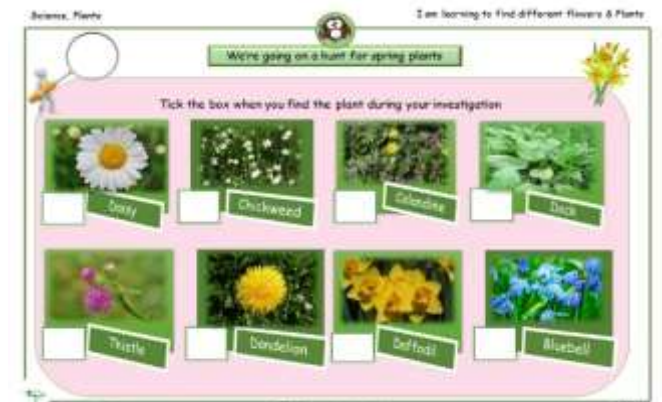 Science, Plants
I am learning to find different flowers & Plants
We're going on a hunt for spring plants
Tick the box when you find the plant during your investigation
Daisy
Chickweed
Celandine
Dock
Thistle
Dandelion
Daffodil
Bluebell